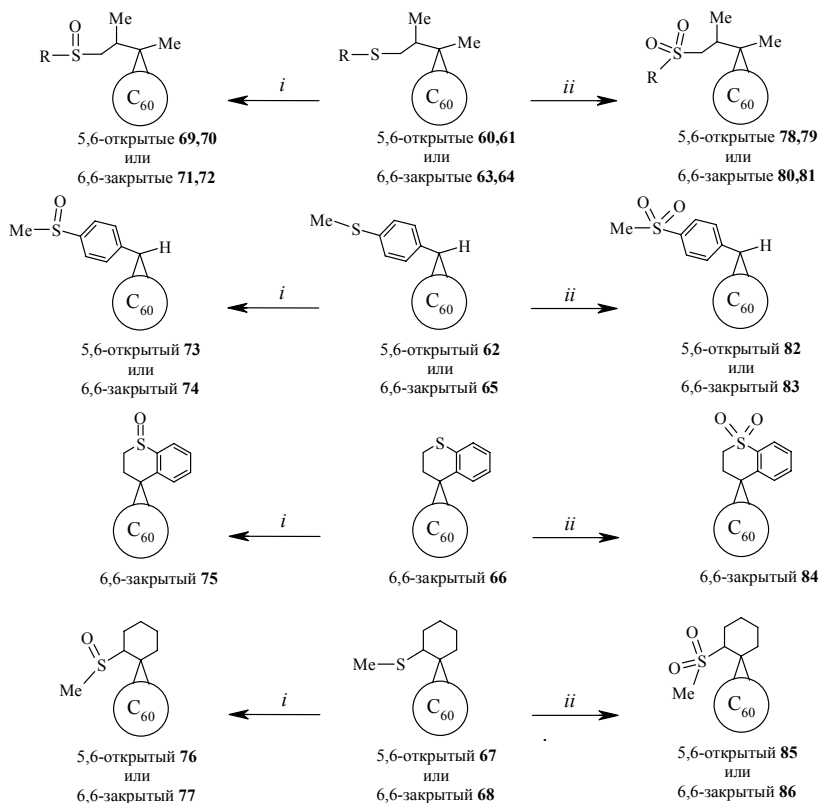 O
Me
R
S
Me
C60
i
Me
R
S
Me
C60
ii
O
O
S
R
Me
Me
C60
5,6-открытые 69,70
или
6,6-закрытые 71,72
5,6-открытые 60,61
или
6,6-закрытые 63,64
5,6-открытые 78,79
или
6,6-закрытые 80,81
O
S
Me
H
C60
i
Me
S
H
C60
ii
O
O
S
Me
H
C60
5,6-открытый 73
или
6,6-закрытый 74
5,6-открытый 62
или
6,6-закрытый 65
5,6-открытый 82
или
6,6-закрытый 83
O
S
C60
i
S
C60
ii
O
O
S
C60
6,6-закрытый 75
6,6-закрытый 66
6,6-закрытый 84
O
S
Me
C60
i
Me
S
C60
ii
O
O
S
Me
C60
5,6-открытый 76
или
6,6-закрытый 77
5,6-открытый 67
или
6,6-закрытый 68
5,6-открытый 85
или
6,6-закрытый 86